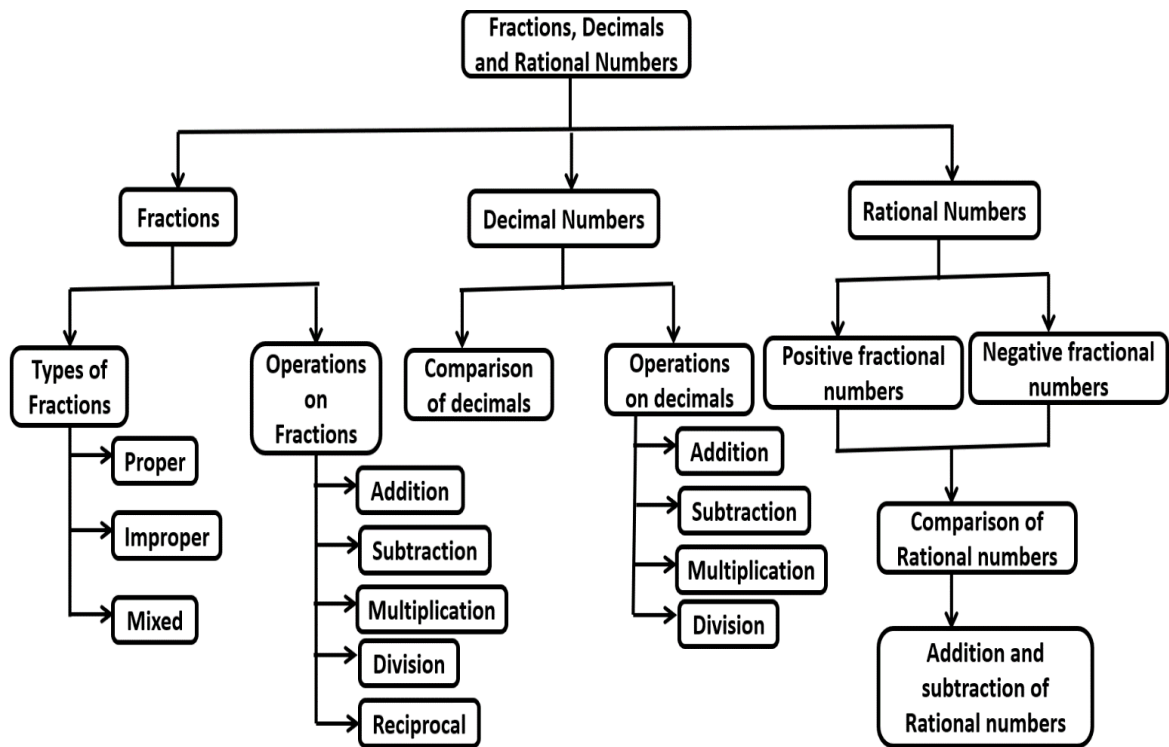 Fractions, Decimals
and Rational Numbers
Fractions
Decimal Numbers
Rational Numbers
Types of
Fractions
Proper
Improper
Mixed
Operations
on
Fractions
Addition
Subtraction
Multiplication
Division
Reciprocal
Comparison
of decimals
Operations
on decimals
Addition
Subtraction
Multiplication
Division
Positive fractional
numbers
Negative fractional
numbers
Comparison of
Rational numbers
Addition and
subtraction of
Rational numbers